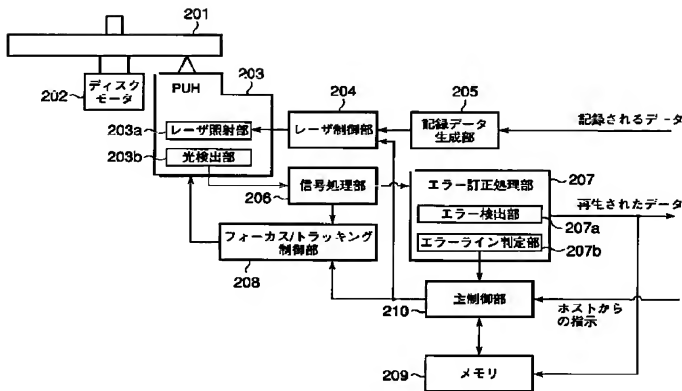 201
ディスク
モータ
202
PUH
203
203a
レーザ照射部
203b
光検出部
204
レーザ制御部
205
記録データ
生成部
記録されるデータ
206
信号処理部
エラー訂正処理部
207
エラー検出部
207a
エラーライン判定部
207b
再生されたデータ
フォーカス/トラッキング
制御部
208
主制御部
210
ホストから
の指示
209
メモリ